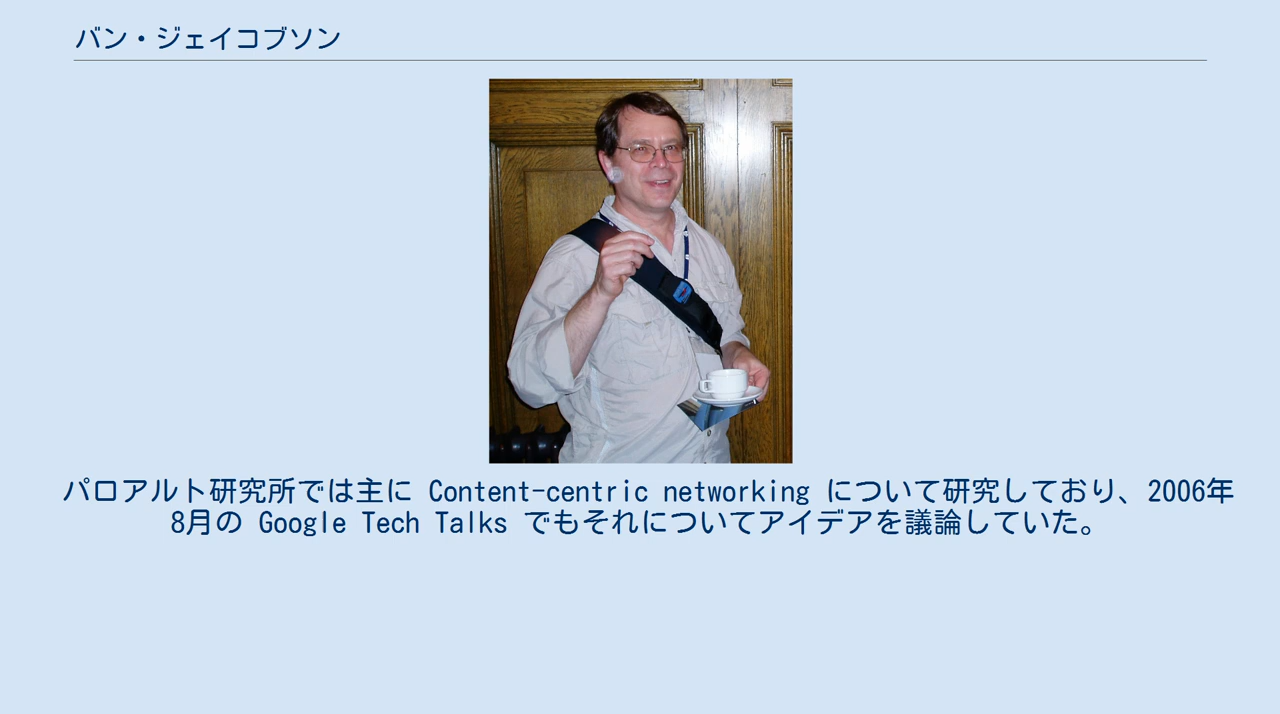 バン・ジェイコブソン
パロアルト研究所では主に Content-centric networking について研究しており、2006年
8月の Google Tech Talks でもそれについてアイデアを議論していた。